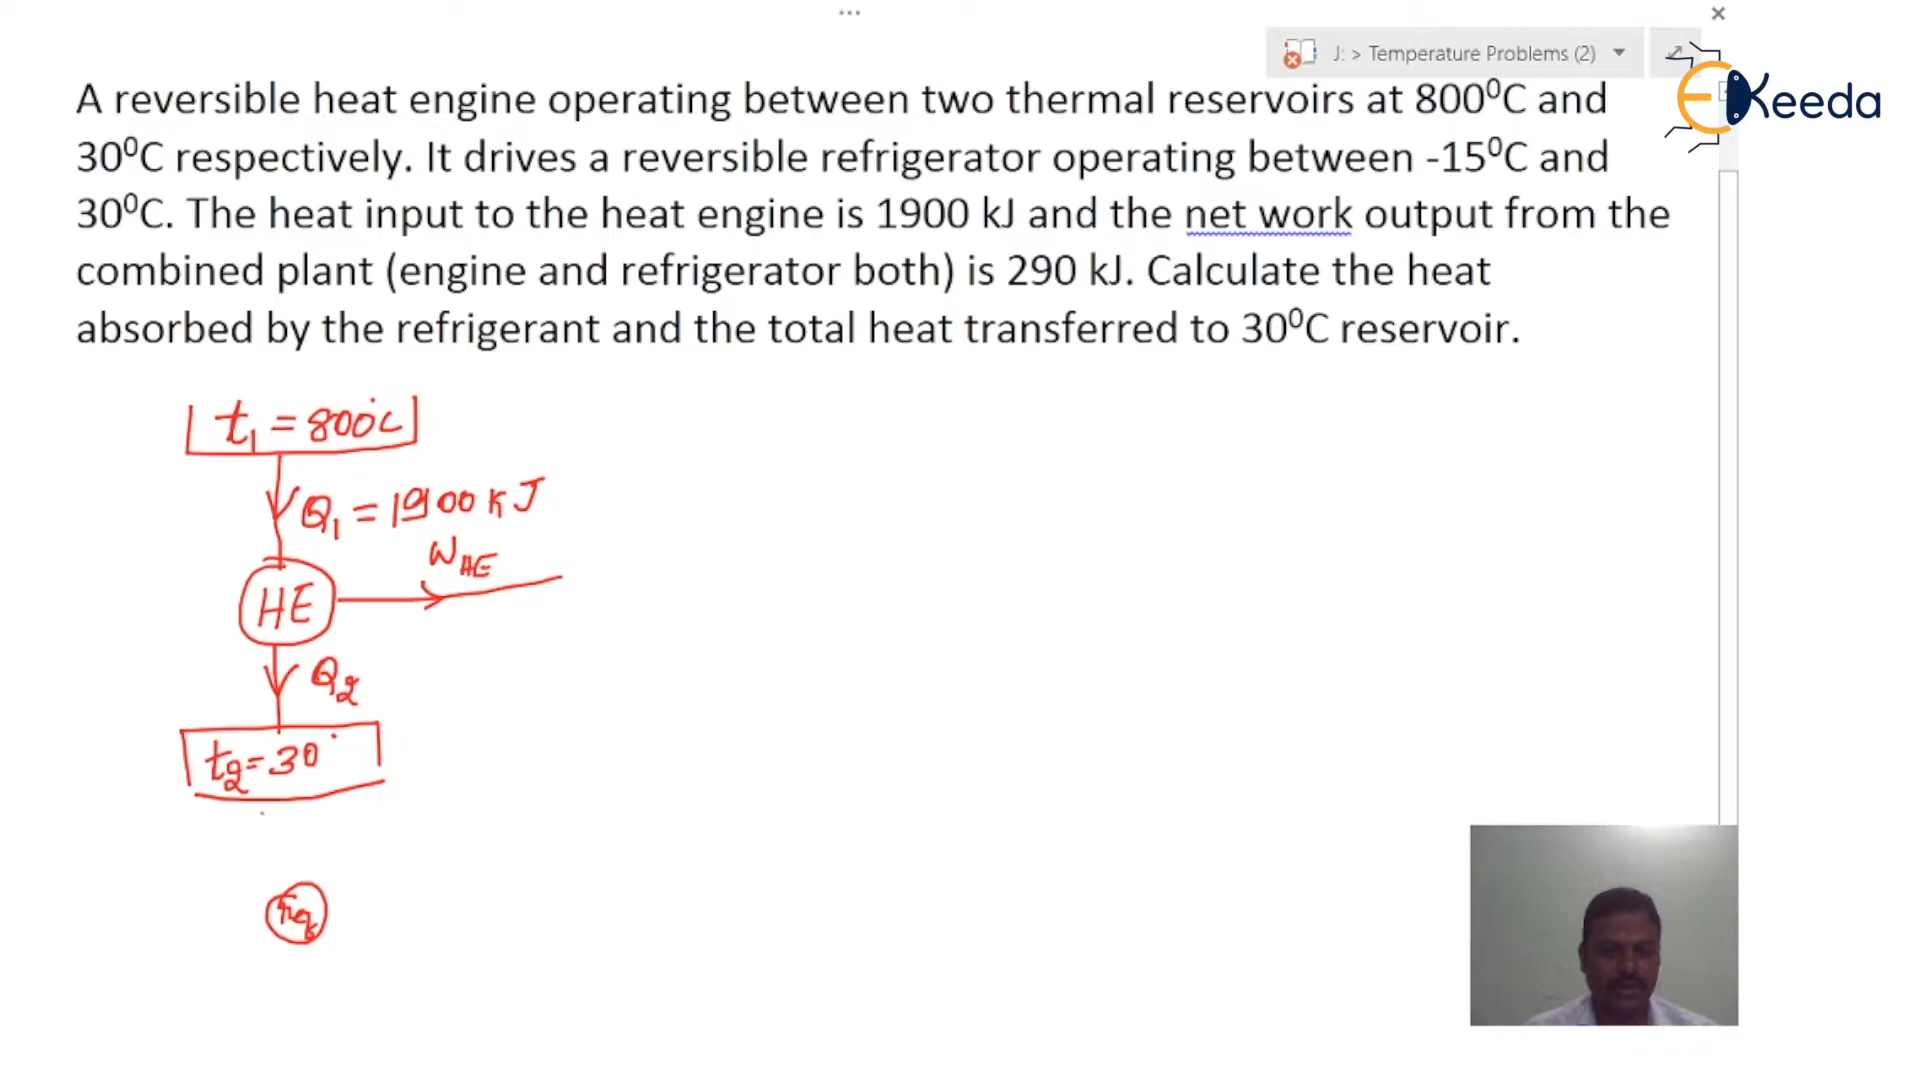 ...
J: > Temperature Problems (2)
EKeeda
A reversible heat engine operating between two thermal reservoirs at 800⁰C and
30⁰C respectively. It drives a reversible refrigerator operating between -15⁰C and
30⁰C. The heat input to the heat engine is 1900 kJ and the net work output from the
combined plant (engine and refrigerator both) is 290 kJ. Calculate the heat
absorbed by the refrigerant and the total heat transferred to 30⁰C reservoir.
t₁ = 800°C
Q₁ = 1900 kJ
W_HE
HE
Q₂
t₂ = 30°